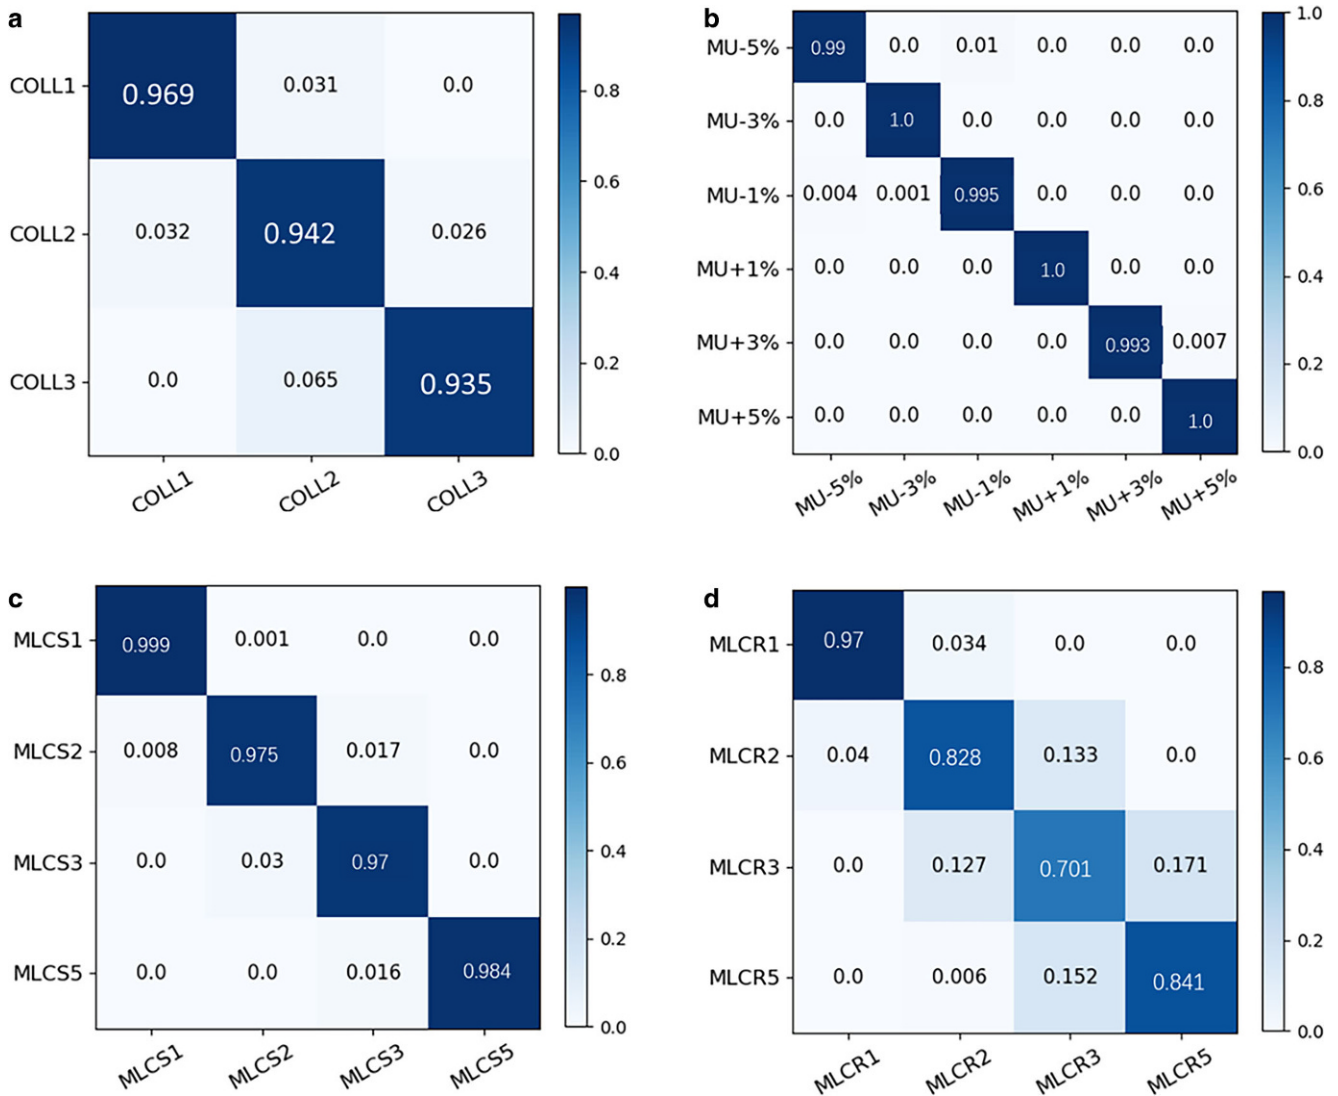 a
COLL1 0.969 0.031 0.0
0.8
0.6
COLL2 0.032 0.942 0.026
0.4
0.2
COLL3 0.0 0.065 0.935
0.0
COLL1 COLL2 COLL3
b
1.0
MU-5% 0.99 0.0 0.01 0.0 0.0 0.0
0.8
MU-3% 0.0 1.0 0.0 0.0 0.0 0.0
0.6
MU-1% 0.004 0.001 0.995 0.0 0.0 0.0
MU+1% 0.0 0.0 0.0 1.0 0.0 0.0
0.4
MU+3% 0.0 0.0 0.0 0.0 0.993 0.007
0.2
MU+5% 0.0 0.0 0.0 0.0 0.0 1.0
0.0
MU-5% MU-3% MU-1% MU+1% MU+3% MU+5%
c
MLCS1 0.999 0.001 0.0 0.0
0.8
MLCS2 0.008 0.975 0.017 0.0
0.6
0.4
MLCS3 0.0 0.03 0.97 0.0
0.2
MLCS5 0.0 0.0 0.016 0.984
0.0
MLCS1 MLCS2 MLCS3 MLCS5
d
MLCR1 0.97 0.034 0.0 0.0
0.8
MLCR2 0.04 0.828 0.133 0.0
0.6
0.4
MLCR3 0.0 0.127 0.701 0.171
0.2
MLCR5 0.0 0.006 0.152 0.841
0.0
MLCR1 MLCR2 MLCR3 MLCR5